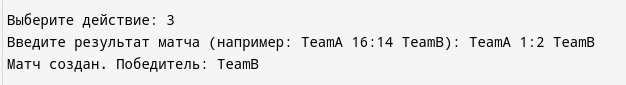 Выберите действие: 3
Введите результат матча (например: TeamA 16:14 TeamB): TeamA 1:2 TeamB
Матч создан. Победитель: TeamB